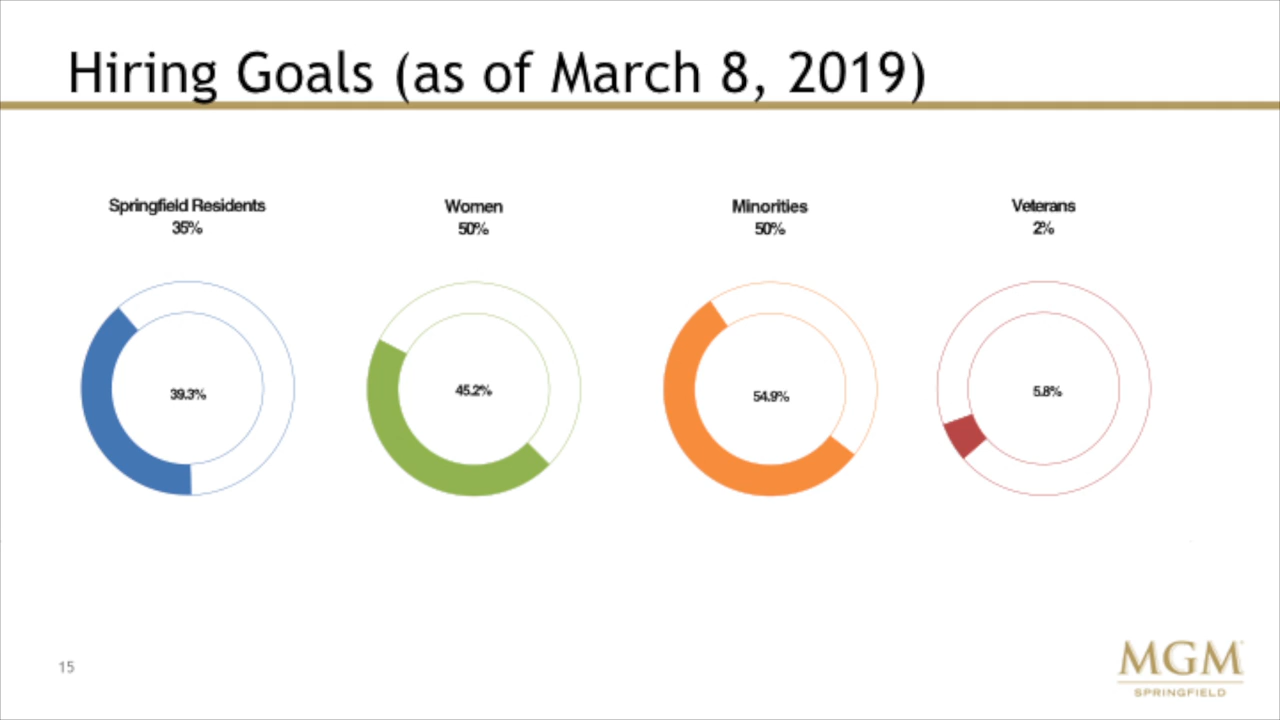 Hiring Goals (as of March 8, 2019)
Springfield Residents
35%
Women
50%
Minorities
50%
Veterans
2%
39.3%
45.2%
54.9%
5.8%
15
MGM
SPRINGFIELD